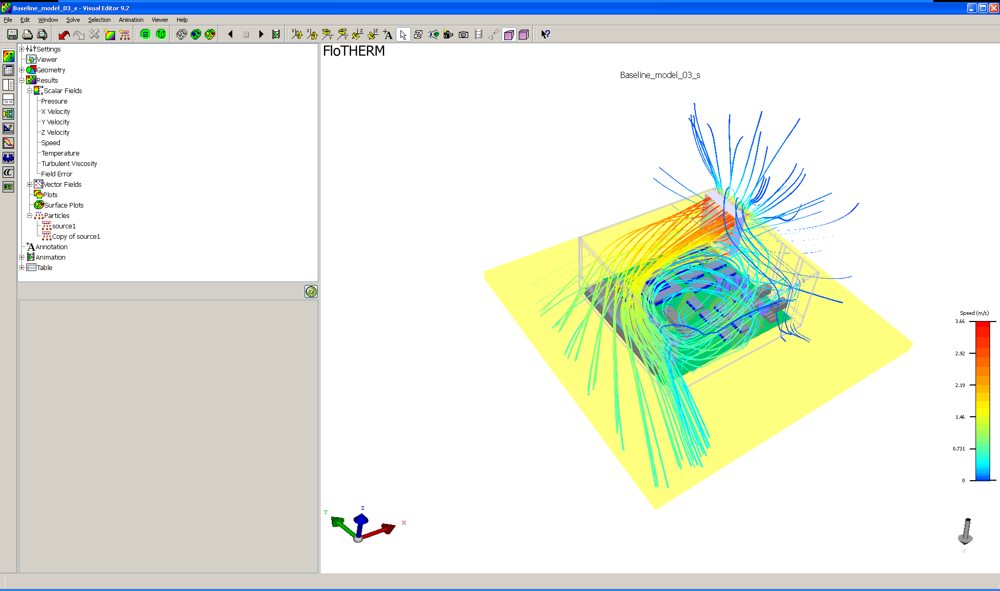 Baseline_model_03_s - Visual Editor 9.2
File Edit Window Solve Selection Animation Viewer Help
Settings
Viewer
Geometry
Results
Scalar Fields
Pressure
X Velocity
Y Velocity
Z Velocity
Speed
Temperature
Turbulent Viscosity
Field Error
Vector Fields
Plots
Surface Plots
Particles
source1
Copy of source1
Annotation
Animation
Table
FloTHERM
Baseline_model_03_s
Speed (m/s)
3.66
2.92
2.19
1.46
0.731
0
Y
Z
X
gr